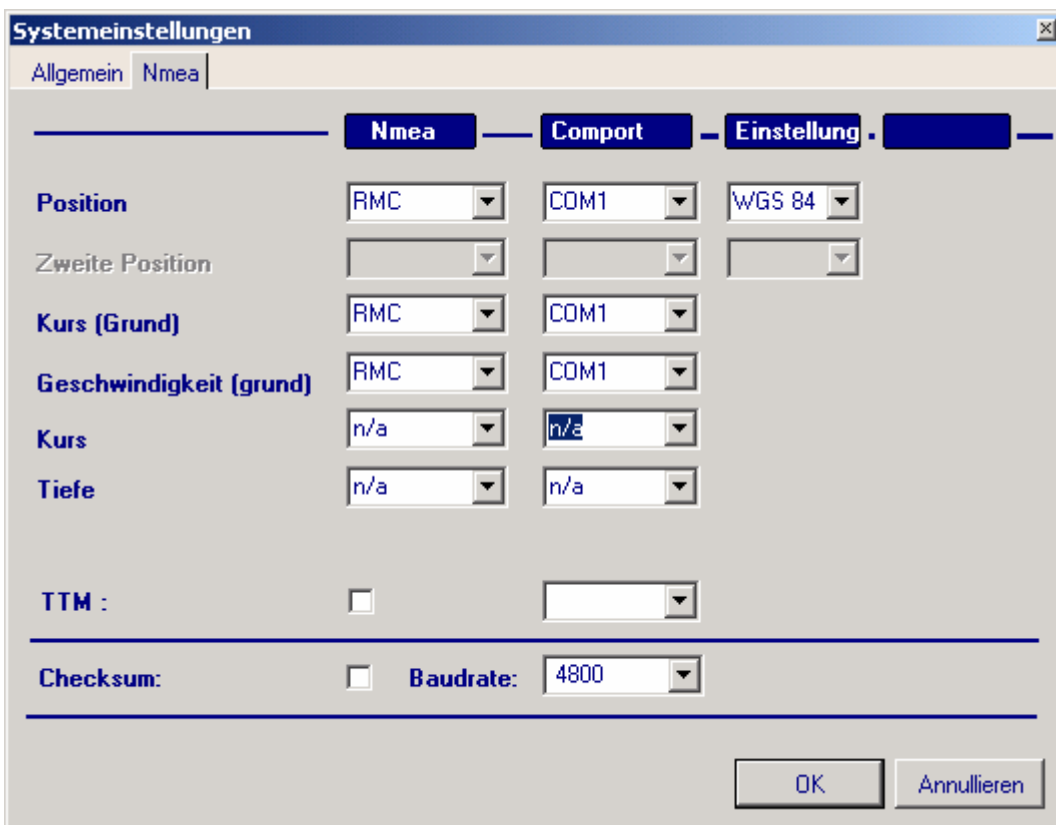 Systemeinstellungen
Allgemein Nmea
Nmea Comport Einstellung
Position RMC COM1 WGS 84
Zweite Position
Kurs (Grund) RMC COM1
Geschwindigkeit (grund) RMC COM1
Kurs n/a n/a
Tiefe n/a n/a
TTM :
Checksum: Baudrate: 4800
OK Annullieren